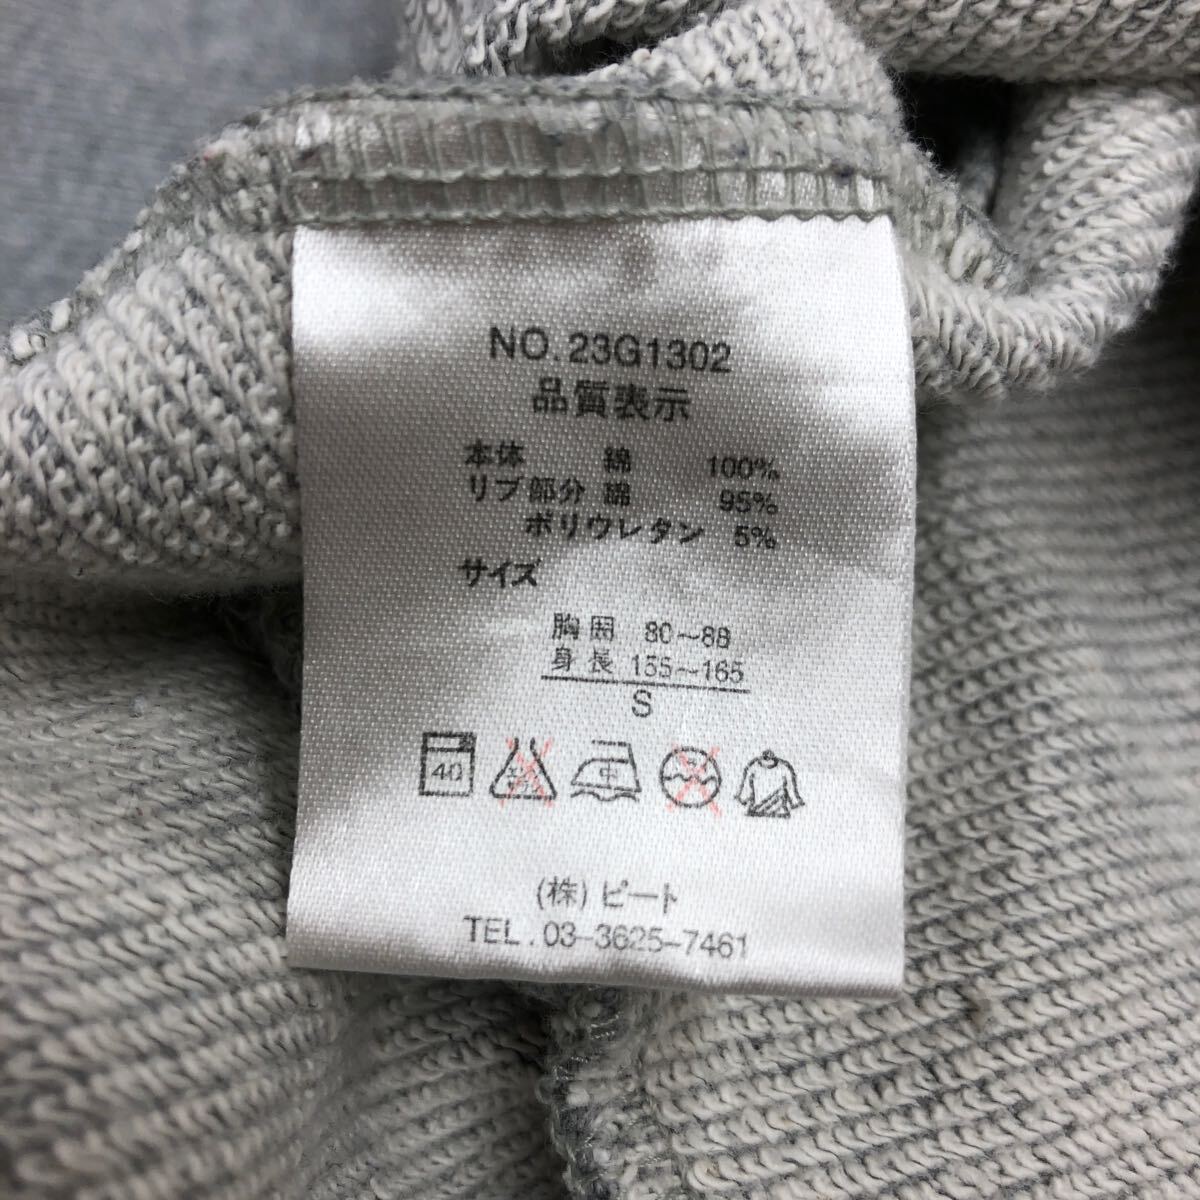 NO.23G1302
品質表示
本体 綿 100%
リブ部分 綿 95%
ポリウレタン 5%
サイズ
胸囲 80~88
身長 155~165
S
40 中
(株)ピート
TEL.03-3625-7461